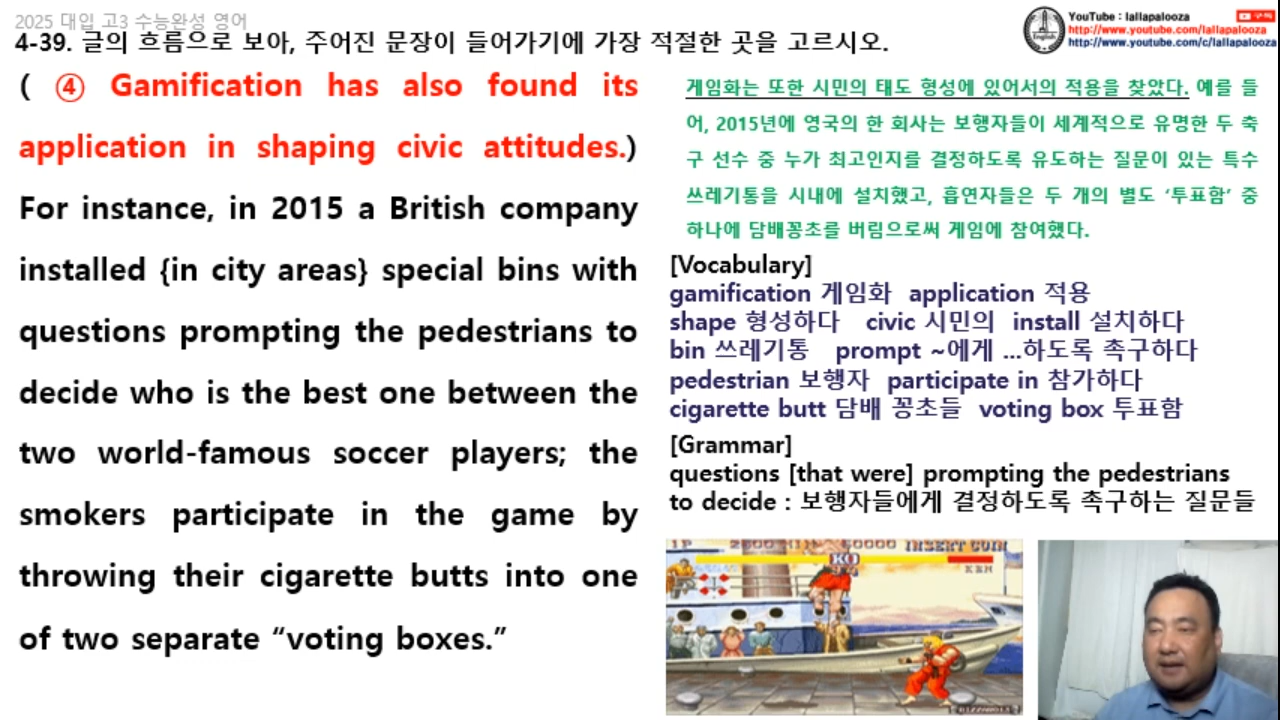 2025 대입 고3 수능완성 영어
4-39. 글의 흐름으로 보아, 주어진 문장이 들어가기에 가장 적절한 곳을 고르시오.
YouTube : lallapalooza
구독
http://www.youtube.com/lallapalooza
http://www.youtube.com/c/lallapalooza
( ④ Gamification has also found its
application in shaping civic attitudes.)
For instance, in 2015 a British company
installed {in city areas} special bins with
questions prompting the pedestrians to
decide who is the best one between the
two world-famous soccer players; the
smokers participate in the game by
throwing their cigarette butts into one
of two separate “voting boxes.”
게임화는 또한 시민의 태도 형성에 있어서의 적용을 찾았다. 예를 들
어, 2015년에 영국의 한 회사는 보행자들이 세계적으로 유명한 두 축
구 선수 중 누가 최고인지를 결정하도록 유도하는 질문이 있는 특수
쓰레기통을 시내에 설치했고, 흡연자들은 두 개의 별도 ‘투표함’ 중
하나에 담배꽁초를 버림으로써 게임에 참여했다.
[Vocabulary]
gamification 게임화 application 적용
shape 형성하다 civic 시민의 install 설치하다
bin 쓰레기통 prompt ~에게 ...하도록 촉구하다
pedestrian 보행자 participate in 참가하다
cigarette butt 담배 꽁초들 voting box 투표함
[Grammar]
questions [that were] prompting the pedestrians
to decide : 보행자들에게 결정하도록 촉구하는 질문들
1P INSERT COIN
KO
KEN